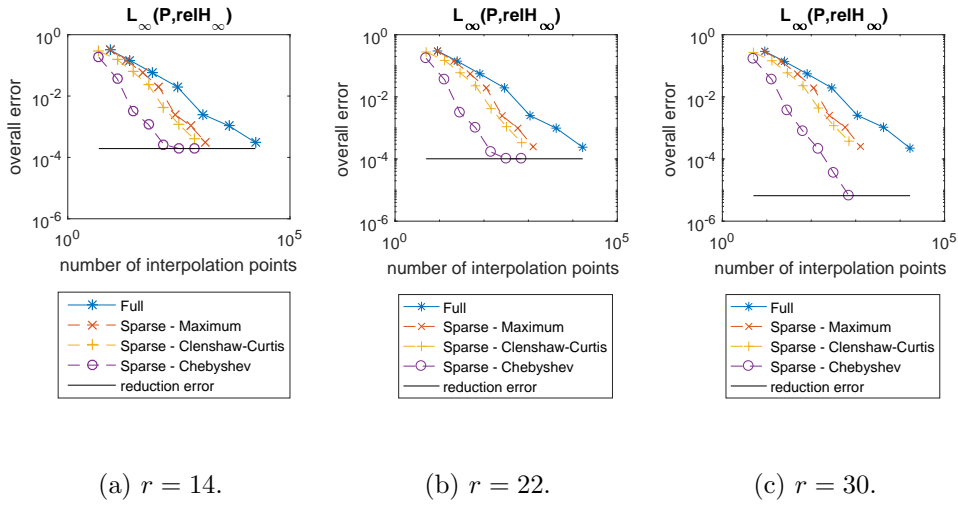 L∞(P,relH∞)
10^0
10^-2
10^-4
10^-6
overall error
10^0
10^5
number of interpolation points
Full
Sparse - Maximum
Sparse - Clenshaw-Curtis
Sparse - Chebyshev
reduction error
(a) r = 14.
L∞(P,relH∞)
10^0
10^-2
10^-4
10^-6
overall error
10^0
10^5
number of interpolation points
Full
Sparse - Maximum
Sparse - Clenshaw-Curtis
Sparse - Chebyshev
reduction error
(b) r = 22.
L∞(P,relH∞)
10^0
10^-2
10^-4
10^-6
overall error
10^0
10^5
number of interpolation points
Full
Sparse - Maximum
Sparse - Clenshaw-Curtis
Sparse - Chebyshev
reduction error
(c) r = 30.